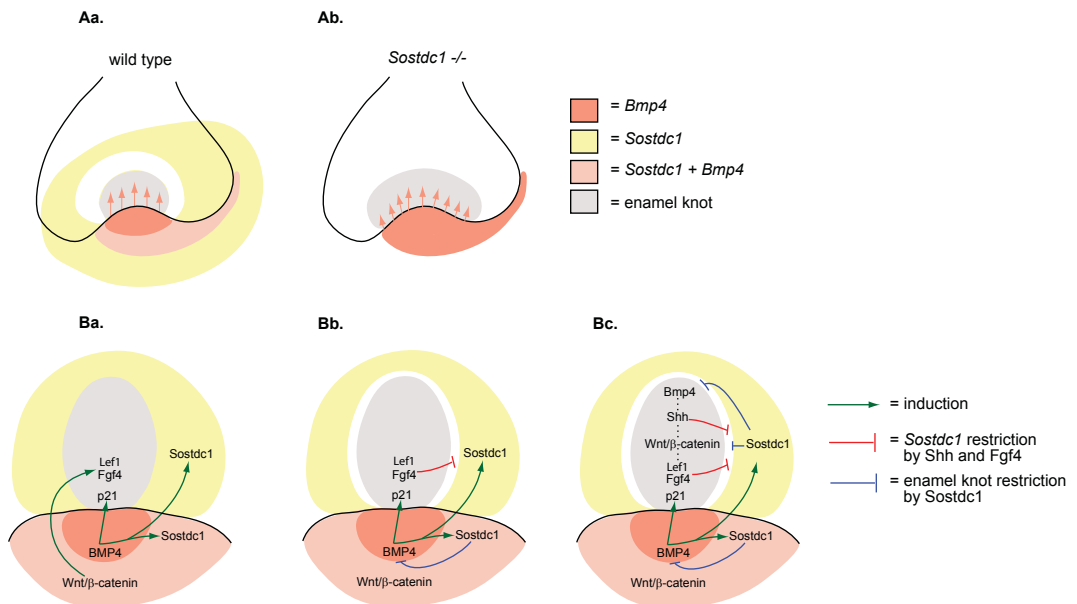 Aa.
wild type
Ab.
Sostdc1 -/-
= Bmp4
= Sostdc1
= Sostdc1 + Bmp4
= enamel knot
Ba.
Lef1
Fgf4
p21
Sostdc1
BMP4
Sostdc1
Wnt/β-catenin
Bb.
Lef1
Fgf4
p21
Sostdc1
BMP4
Sostdc1
Wnt/β-catenin
Bc.
Bmp4
Shh
Wnt/β-catenin
Sostdc1
Lef1
Fgf4
p21
BMP4
Sostdc1
Wnt/β-catenin
= induction
= Sostdc1 restriction
by Shh and Fgf4
= enamel knot restriction
by Sostdc1